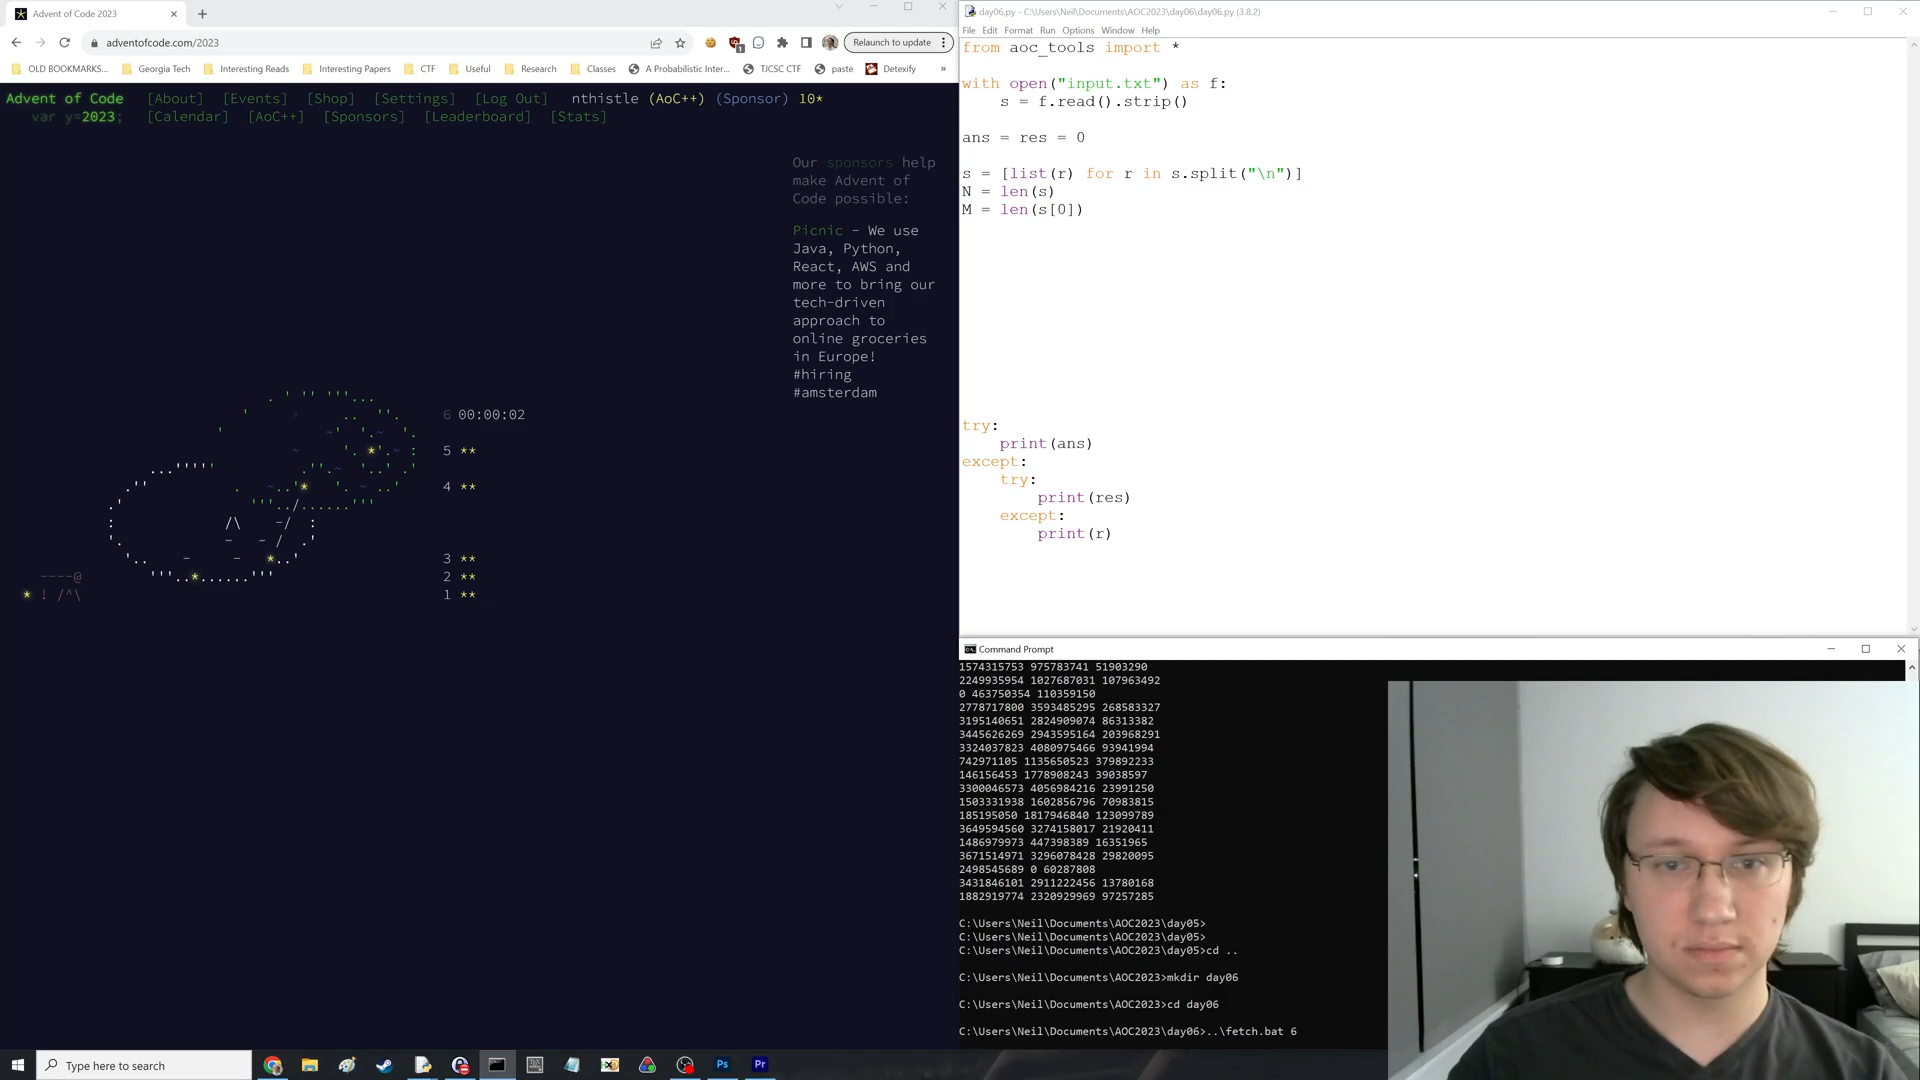 Advent of Code 2023
adventofcode.com/2023
Relaunch to update
OLD BOOKMARKS... Georgia Tech Interesting Reads Interesting Papers CTF Useful Research Classes A Probabilistic Inter... TJCSC CTF paste Detexify »
Advent of Code [About] [Events] [Shop] [Settings] [Log Out] nthistle (AoC++) (Sponsor) 10*
var y=2023; [Calendar] [AoC++] [Sponsors] [Leaderboard] [Stats]
Our sponsors help
make Advent of
Code possible:
Picnic - We use
Java, Python,
React, AWS and
more to bring our
tech-driven
approach to
online groceries
in Europe!
#hiring
#amsterdam
6 00:00:02
5 **
4 **
3 **
2 **
1 **
day06.py - C:\Users\Neil\Documents\AOC2023\day06\day06.py (3.8.2)
File Edit Format Run Options Window Help
from aoc_tools import *
with open("input.txt") as f:
    s = f.read().strip()
ans = res = 0
s = [list(r) for r in s.split("\n")]
N = len(s)
M = len(s[0])
try:
    print(ans)
except:
    try:
        print(res)
    except:
        print(r)
Command Prompt
1574315753 975783741 51903290
2249935954 1027687031 107963492
0 463750354 110359150
2778717800 3593485295 268583327
3195140651 2824909074 86313382
3445626269 2943595164 203968291
3324037823 4080975466 93941994
742971105 1135650523 379892233
146156453 1778908243 39038597
3300046573 4056984216 23991250
1503331938 1602856796 70983815
185195050 1817946840 123099789
3649594560 3274158017 21920411
1486979973 447398389 16351965
3671514971 3296078428 29820095
2498545689 0 60287808
3431846101 2911222456 13780168
1882919774 2320929969 97257285
C:\Users\Neil\Documents\AOC2023\day05>
C:\Users\Neil\Documents\AOC2023\day05>
C:\Users\Neil\Documents\AOC2023\day05>cd ..
C:\Users\Neil\Documents\AOC2023>mkdir day06
C:\Users\Neil\Documents\AOC2023>cd day06
C:\Users\Neil\Documents\AOC2023\day06>..\fetch.bat 6
Type here to search
Ps
Pr